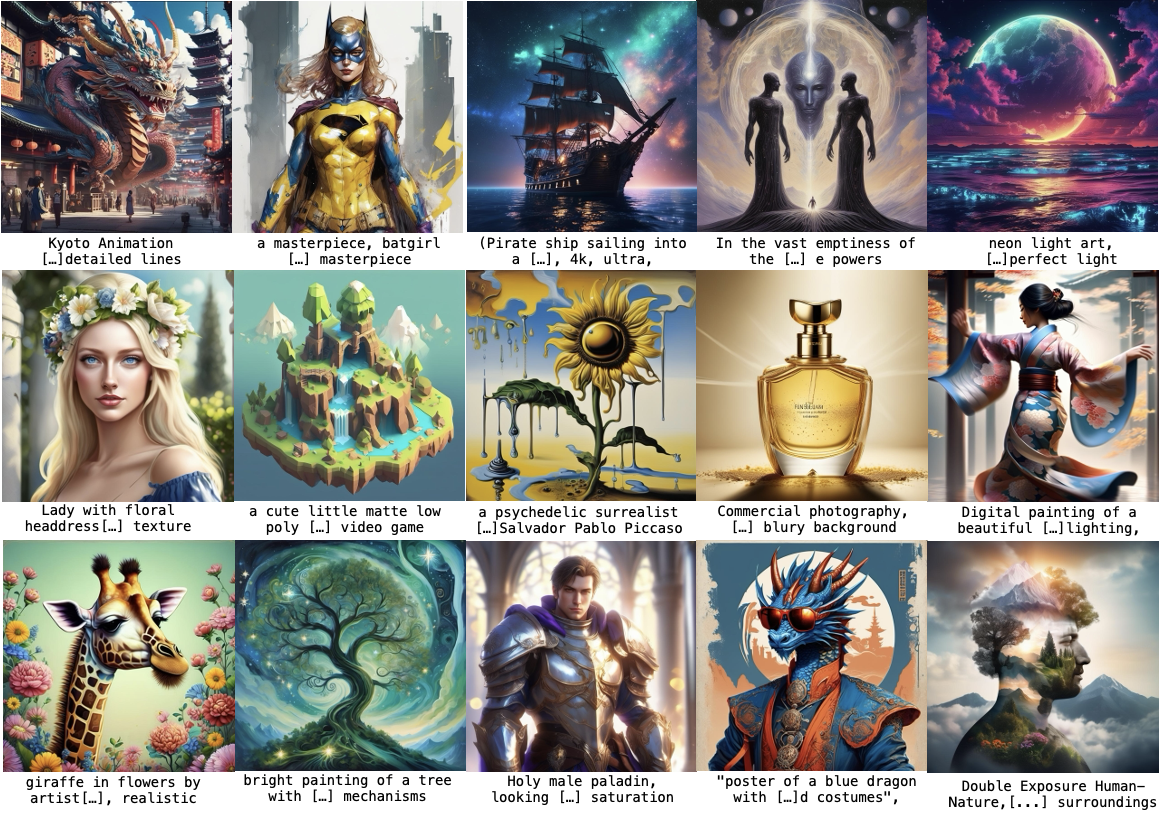 Kyoto Animation
[…]detailed lines
a masterpiece, batgirl
[…] masterpiece
(Pirate ship sailing into
a […], 4k, ultra,
In the vast emptiness of
the […] e powers
neon light art,
[…]perfect light
Lady with floral
headdress[…] texture
a cute little matte low
poly […] video game
a psychedelic surrealist
[…]Salvador Pablo Piccaso
Commercial photography,
[…] blury background
Digital painting of a
beautiful […]lighting,
giraffe in flowers by
artist[…], realistic
bright painting of a tree
with […] mechanisms
Holy male paladin,
looking […] saturation
"poster of a blue dragon
with […]d costumes",
Double Exposure Human-
Nature,[...] surroundings